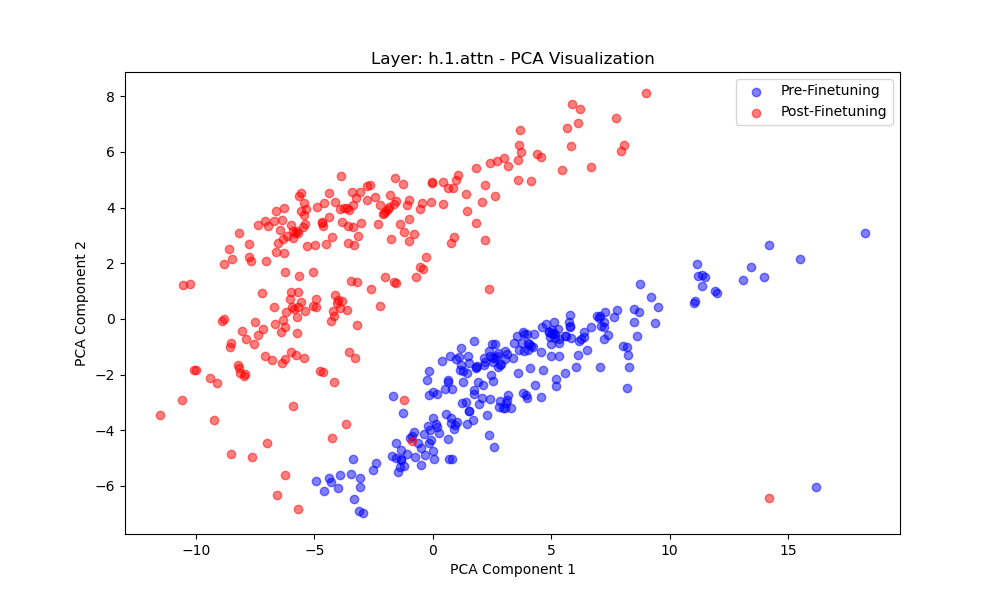 Layer: h.1.attn - PCA Visualization
Pre-Finetuning
Post-Finetuning
8
6
4
2
0
−2
−4
−6
PCA Component 2
−10
−5
0
5
10
15
PCA Component 1